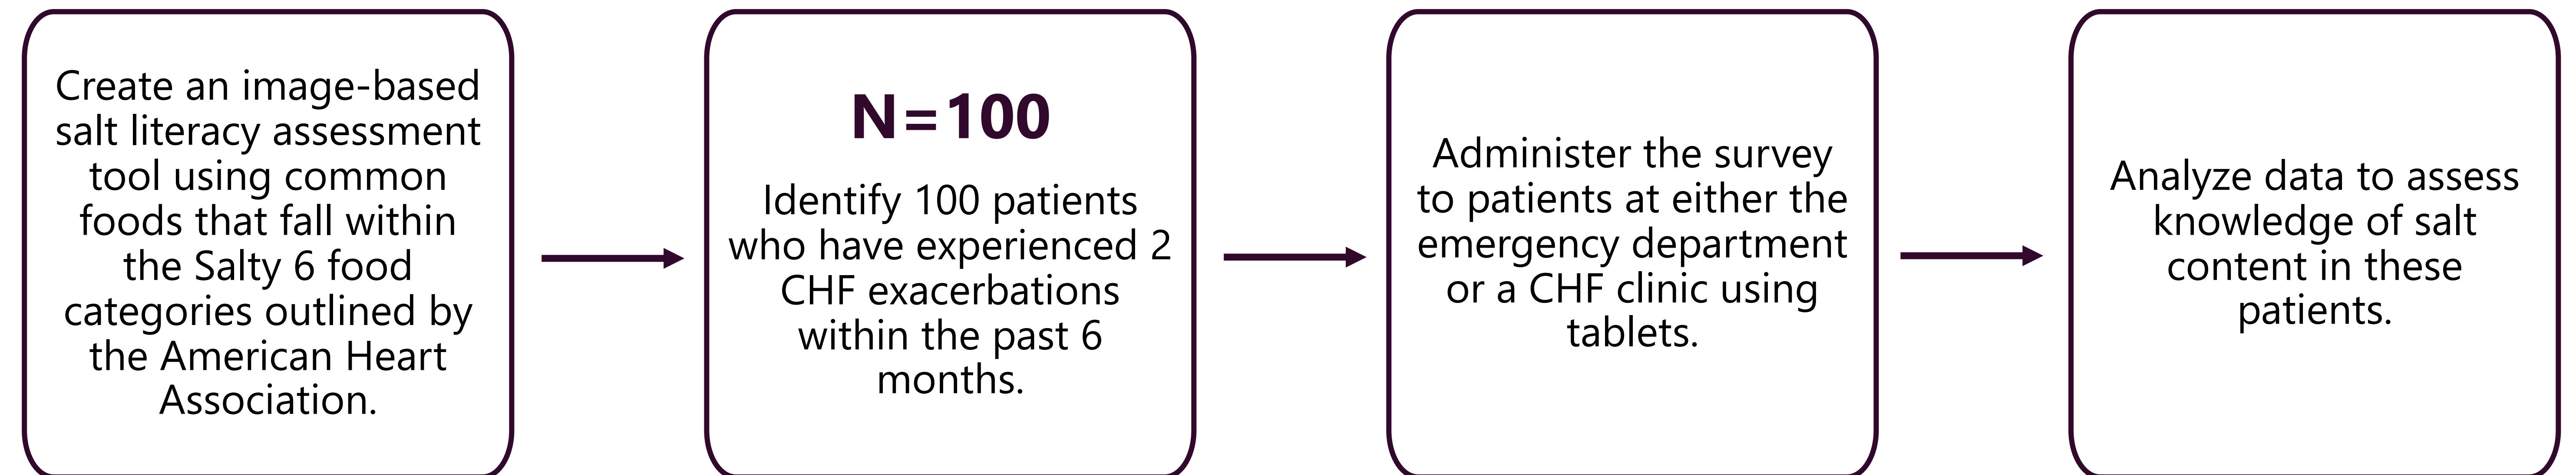 Create an image-based
salt literacy assessment
tool using common
foods that fall within
the Salty 6 food
categories outlined by
the American Heart
Association.
N=100
Identify 100 patients
who have experienced 2
CHF exacerbations
within the past 6
months.
Administer the survey
to patients at either the
emergency department
or a CHF clinic using
tablets.
Analyze data to assess
knowledge of salt
content in these
patients.